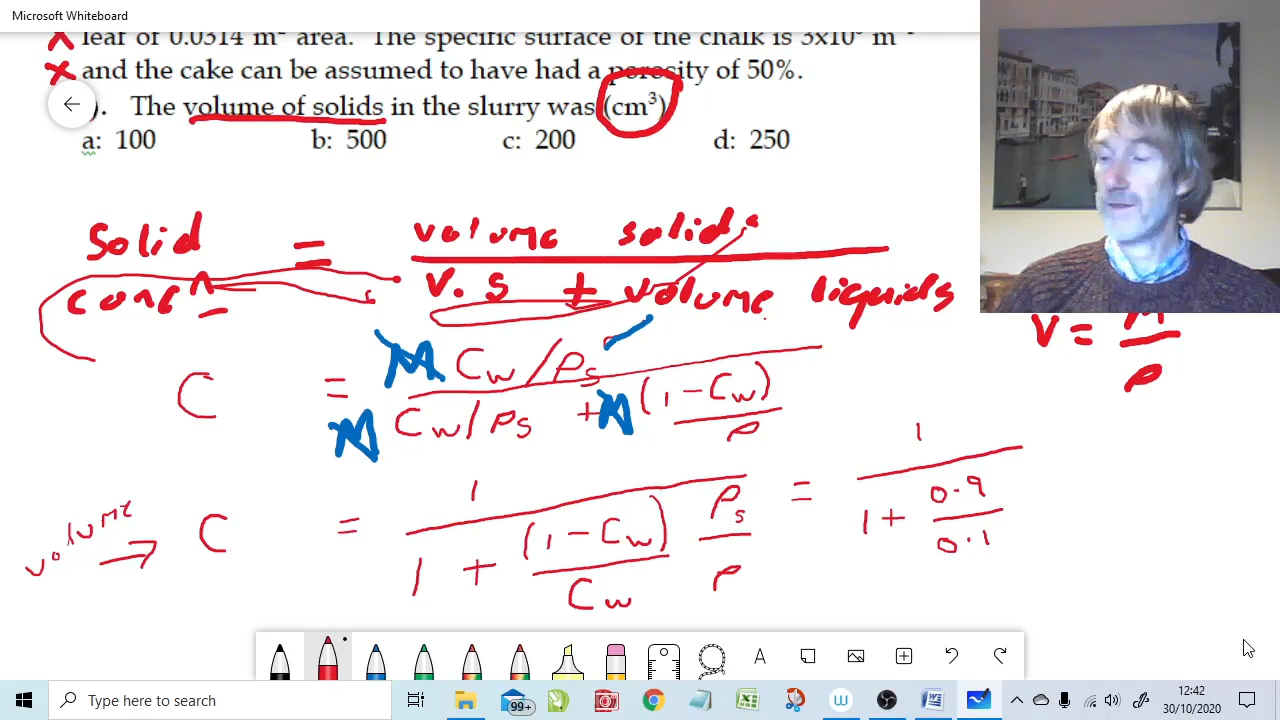 Microsoft Whiteboard
leaf of 0.0314 m² area. The specific surface of the chalk is 3x10⁶ m⁻¹
x and the cake can be assumed to have had a porosity of 50%.
). The volume of solids in the slurry was (cm³)
a: 100 b: 500 c: 200 d: 250
Solid = volume solids
concⁿ v.s + volume liquids
V = M / ρ
C = M Cw/ρs / M Cw/ρs + M (1-Cw)/ρ
volume → C = 1 / 1 + (1-Cw)/Cw ρs/ρ = 1 / 1 + 0.9/0.1
A
Type here to search
99+
12:42
30/10/2020